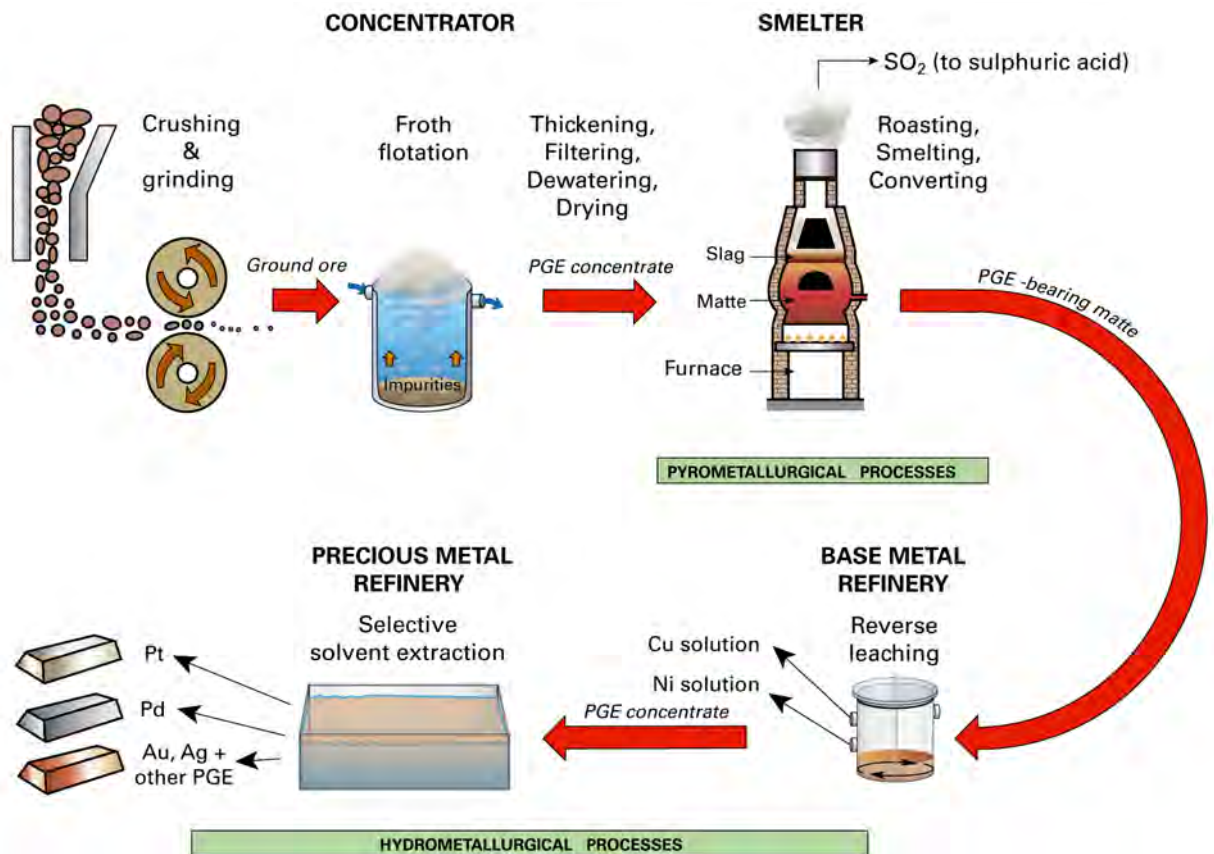 CONCENTRATOR
SMELTER
SO₂ (to sulphuric acid)
Crushing
&
grinding
Froth
flotation
Thickening,
Filtering,
Dewatering,
Drying
Roasting,
Smelting,
Converting
Ground ore
PGE concentrate
Slag
Matte
Furnace
Impurities
PGE -bearing matte
PYROMETALLURGICAL PROCESSES
PRECIOUS METAL
REFINERY
BASE METAL
REFINERY
Selective
solvent extraction
Reverse
leaching
Cu solution
Ni solution
PGE concentrate
Pt
Pd
Au, Ag +
other PGE
HYDROMETALLURGICAL PROCESSES